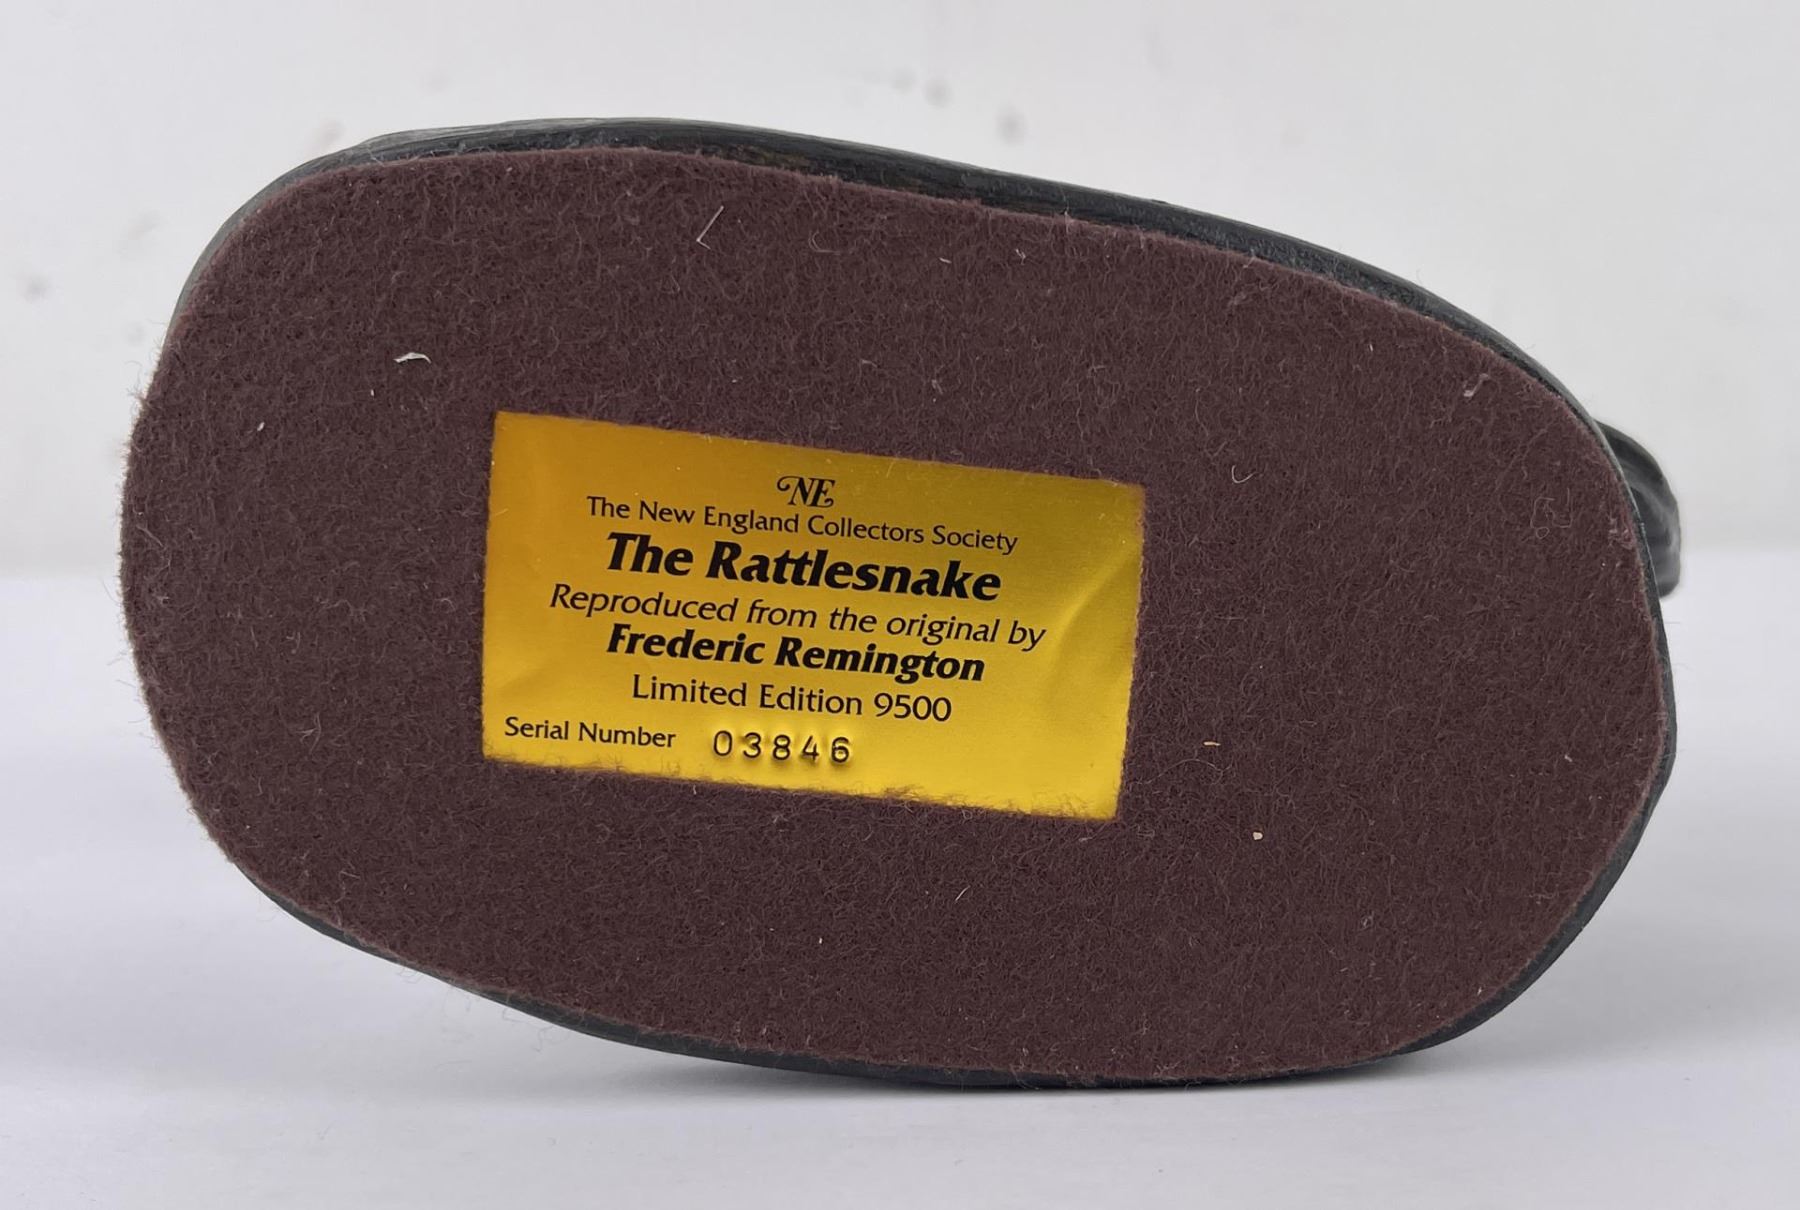 NE
The New England Collectors Society
The Rattlesnake
Reproduced from the original by
Frederic Remington
Limited Edition 9500
Serial Number 03846